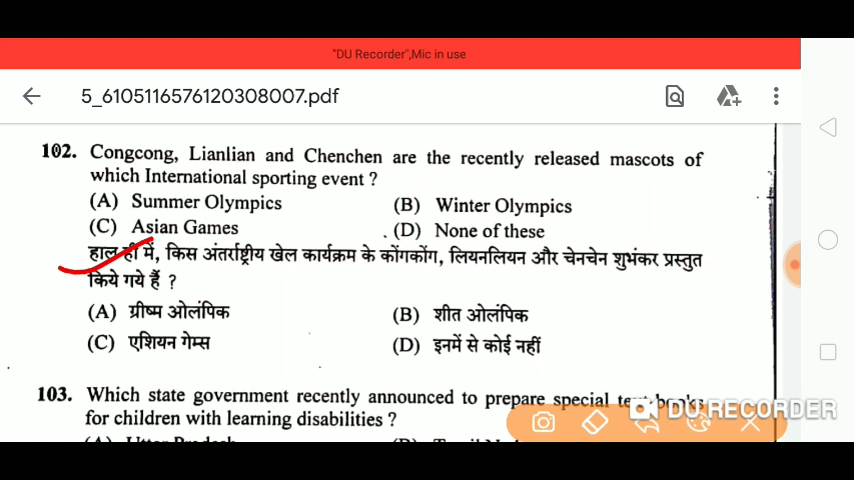 "DU Recorder",Mic in use
5_6105116576120308007.pdf
102. Congcong, Lianlian and Chenchen are the recently released mascots of
which International sporting event ?
(A) Summer Olympics (B) Winter Olympics
(C) Asian Games (D) None of these
हाल ही में, किस अंतर्राष्ट्रीय खेल कार्यक्रम के कोंगकोंग, लियनलियन और चेनचेन शुभंकर प्रस्तुत
किये गये हैं ?
(A) ग्रीष्म ओलंपिक (B) शीत ओलंपिक
(C) एशियन गेम्स (D) इनमें से कोई नहीं
103. Which state government recently announced to prepare special
for children with learning disabilities ?
DU RECORDER